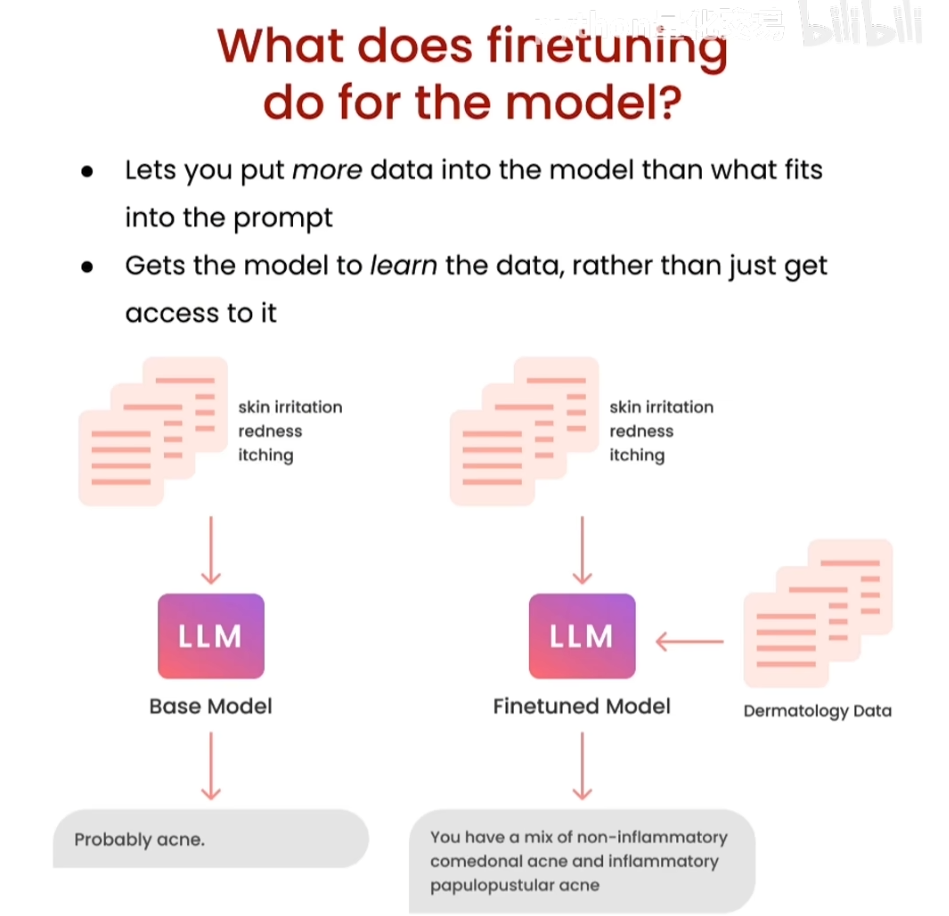 bilibili
What does finetuning
do for the model?
● Lets you put more data into the model than what fits
into the prompt
● Gets the model to learn the data, rather than just get
access to it
skin irritation
redness
itching
skin irritation
redness
itching
LLM
LLM
Base Model
Finetuned Model
Dermatology Data
Probably acne.
You have a mix of non-inflammatory
comedonal acne and inflammatory
papulopustular acne